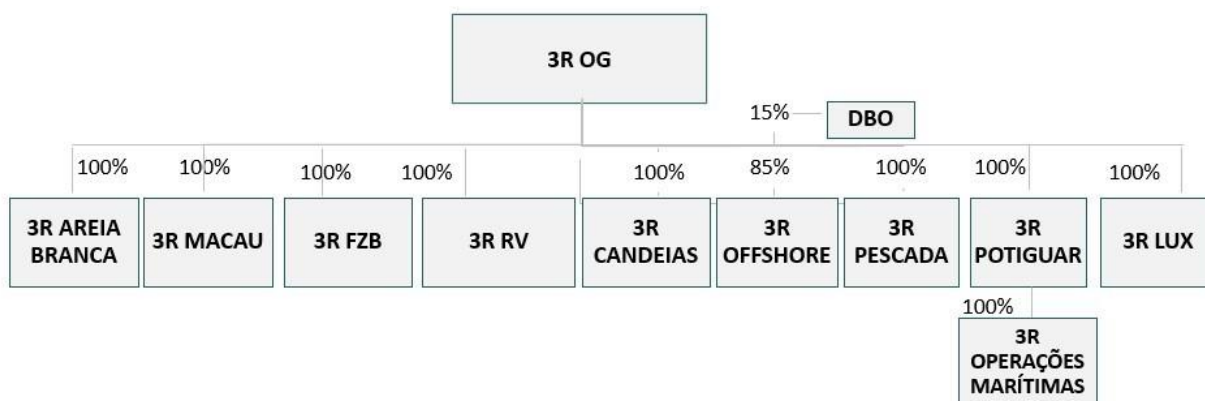 3R OG
15%
DBO
100%
100%
100%
100%
100%
85%
100%
100%
100%
3R AREIA
BRANCA
3R MACAU
3R FZB
3R RV
3R
CANDEIAS
3R
OFFSHORE
3R
PESCADA
3R
POTIGUAR
3R LUX
100%
3R
OPERAÇÕES
MARÍTIMAS